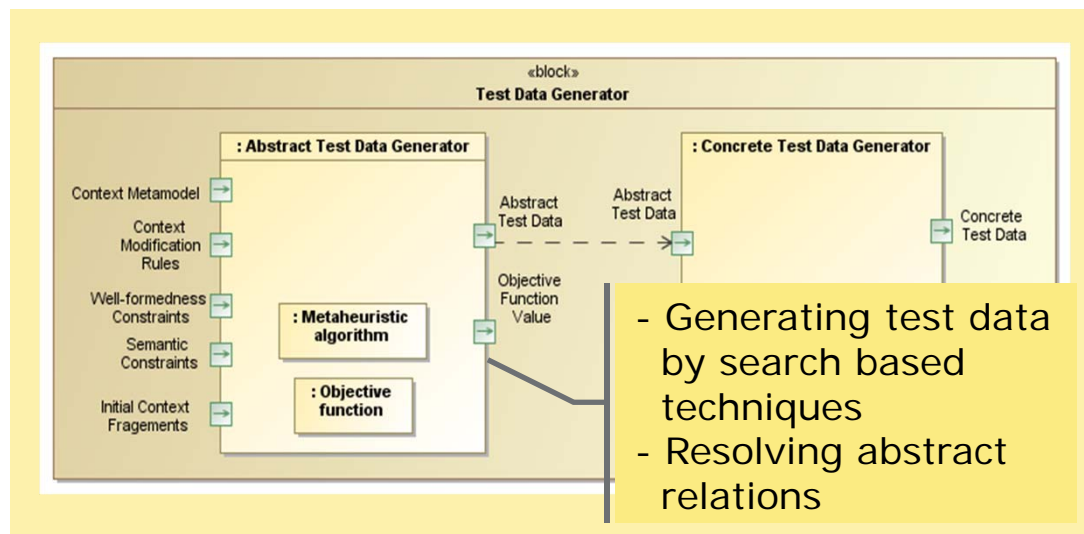 «block»
Test Data Generator
: Abstract Test Data Generator
Context Metamodel
Context
Modification
Rules
Well-formedness
Constraints
Semantic
Constraints
Initial Context
Fragements
: Metaheuristic
algorithm
: Objective
function
Abstract
Test Data
Objective
Function
Value
Abstract
Test Data
: Concrete Test Data Generator
Concrete
Test Data
- Generating test data
by search based
techniques
- Resolving abstract
relations